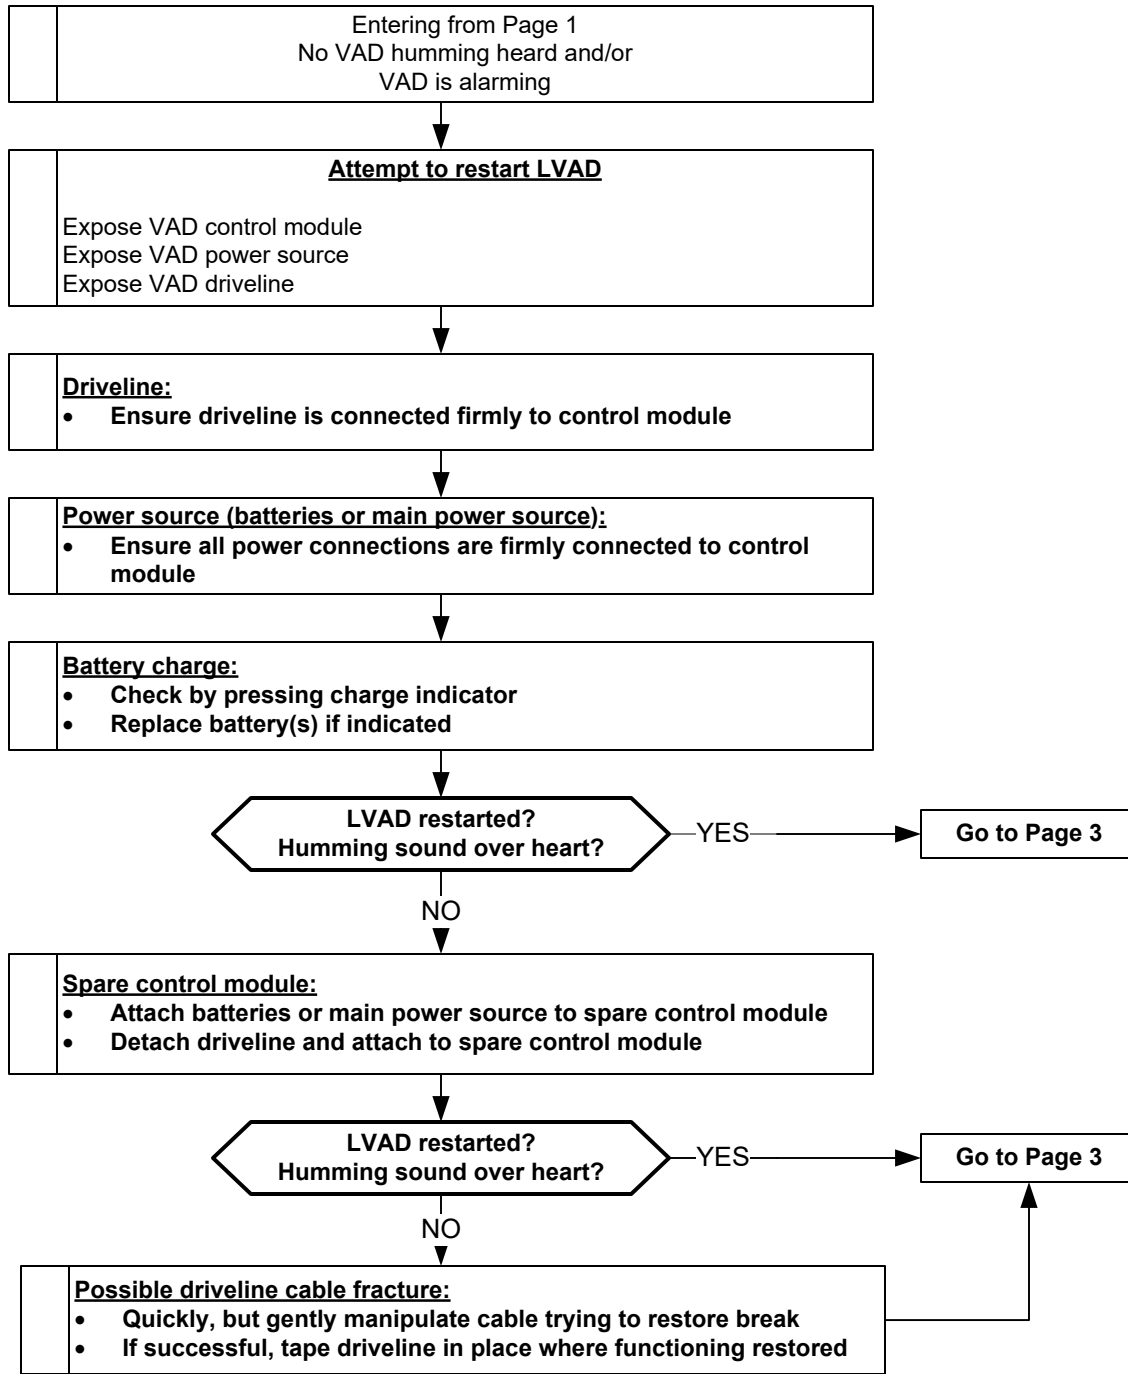 Entering from Page 1
No VAD humming heard and/or
VAD is alarming
Attempt to restart LVAD
Expose VAD control module
Expose VAD power source
Expose VAD driveline
Driveline:
• Ensure driveline is connected firmly to control module
Power source (batteries or main power source):
• Ensure all power connections are firmly connected to control
module
Battery charge:
• Check by pressing charge indicator
• Replace battery(s) if indicated
LVAD restarted?
Humming sound over heart?
YES
Go to Page 3
NO
Spare control module:
• Attach batteries or main power source to spare control module
• Detach driveline and attach to spare control module
LVAD restarted?
Humming sound over heart?
YES
Go to Page 3
NO
Possible driveline cable fracture:
• Quickly, but gently manipulate cable trying to restore break
• If successful, tape driveline in place where functioning restored